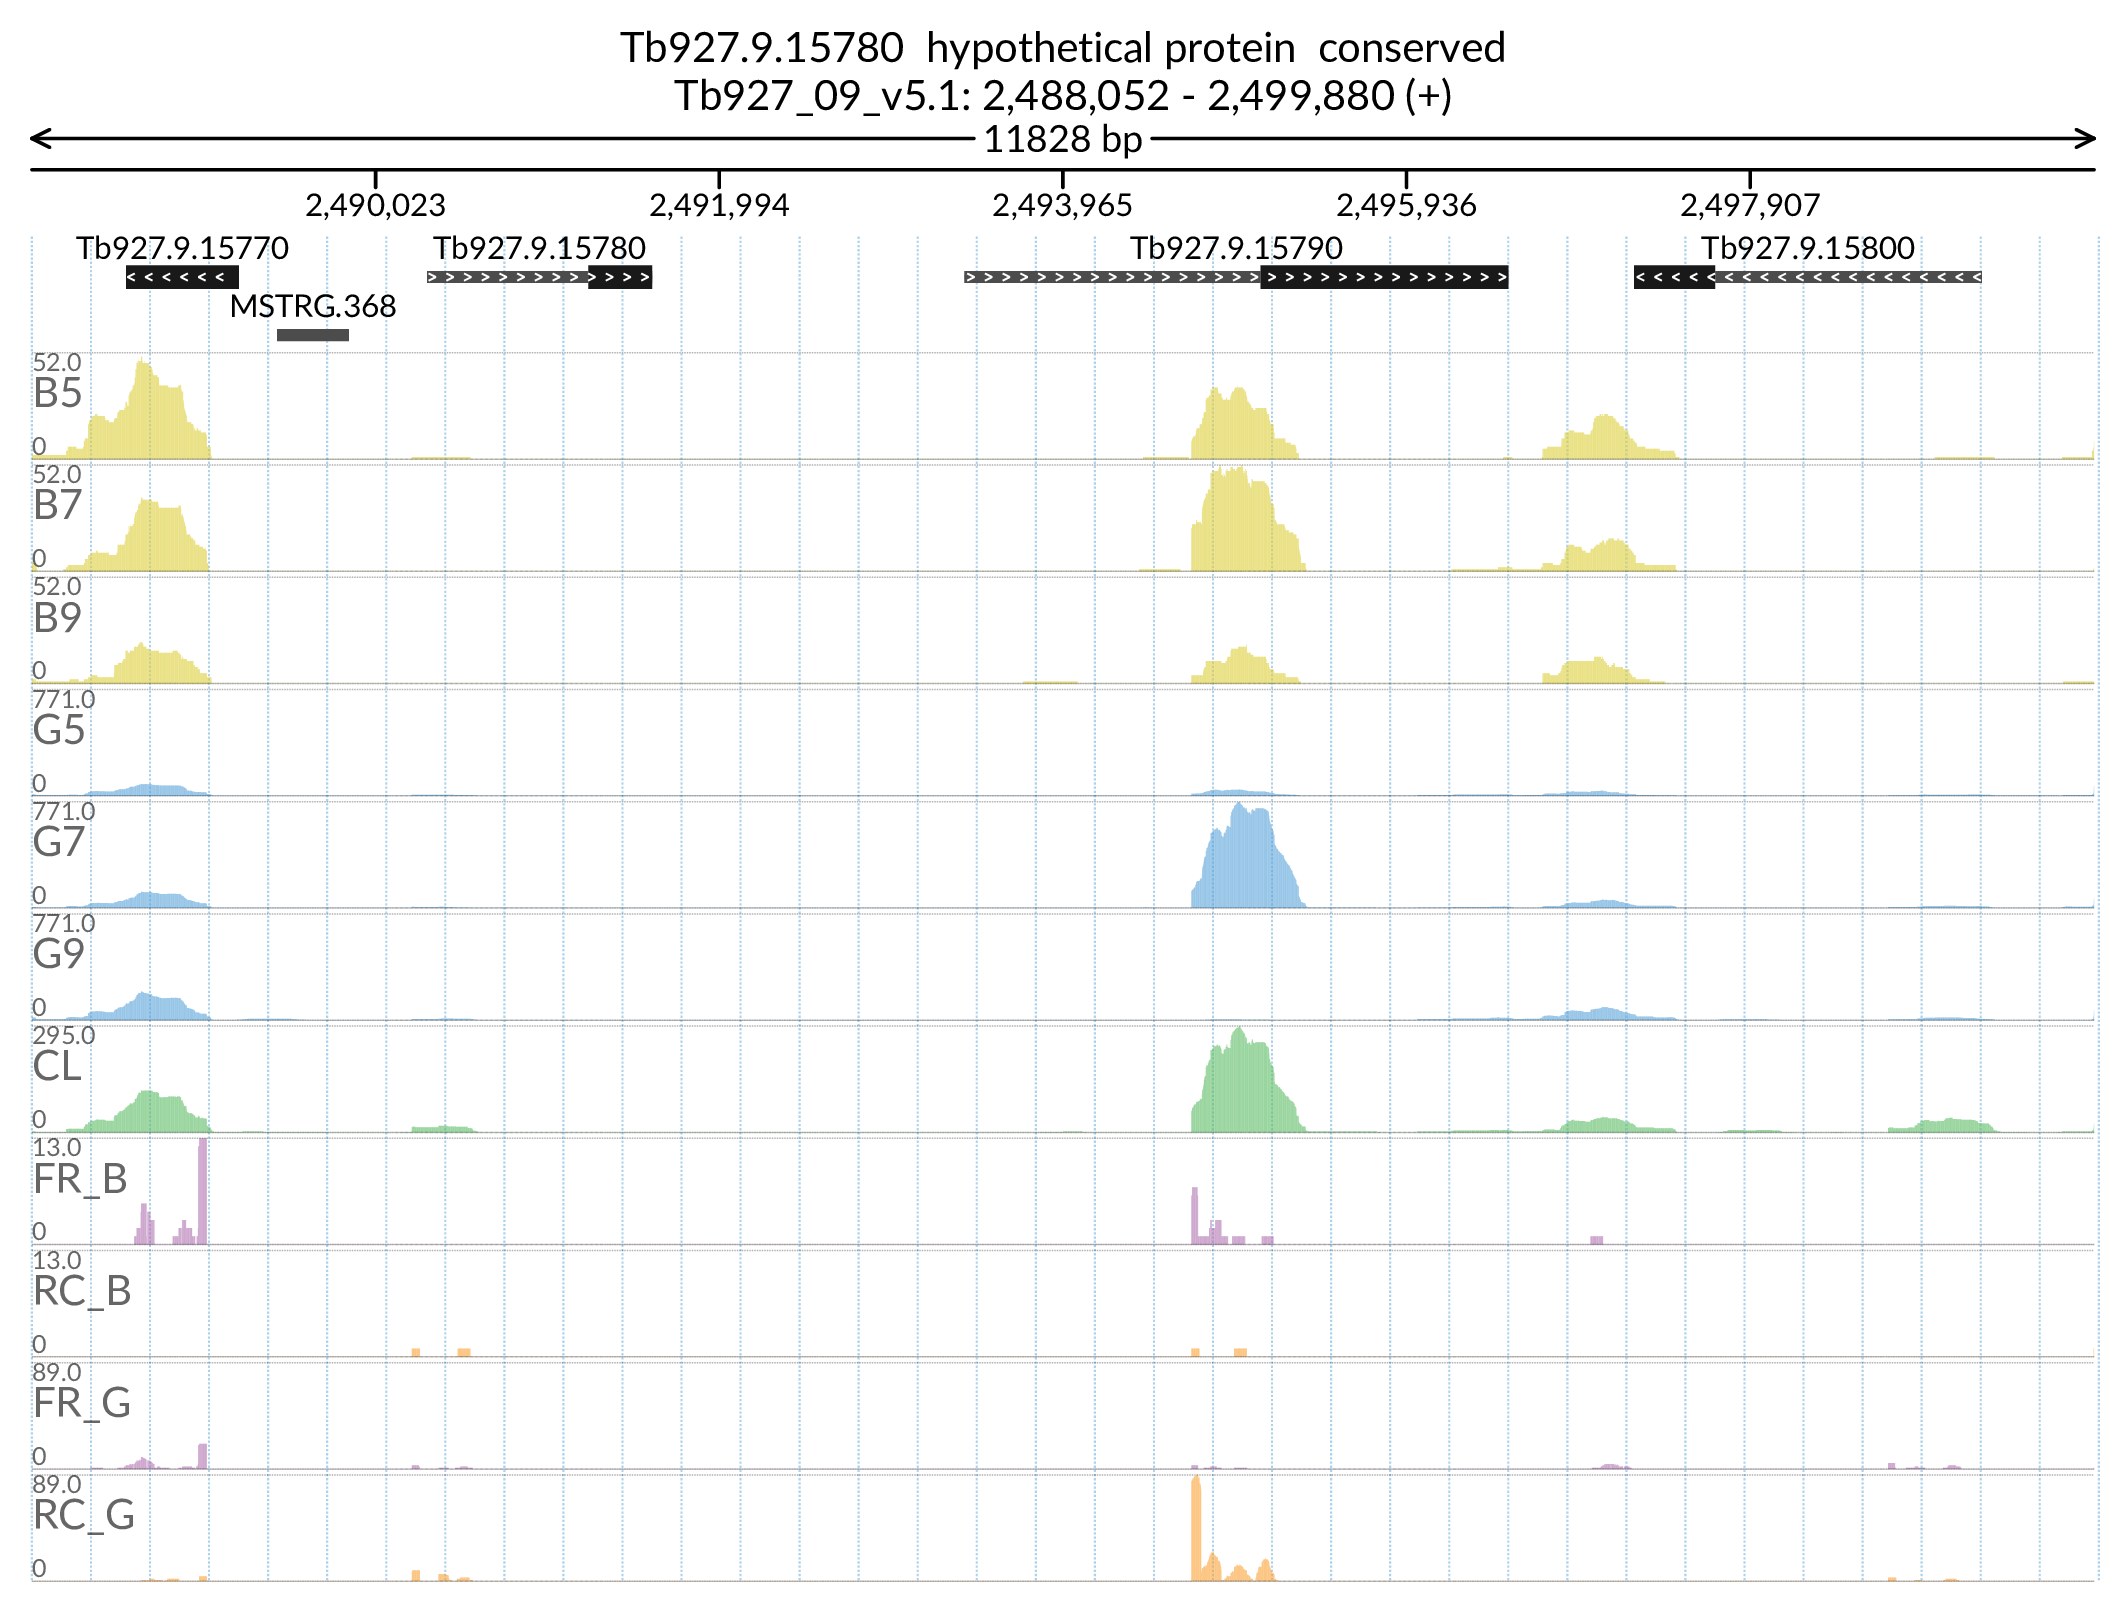 Tb927.9.15780  hypothetical protein  conserved
Tb927_09_v5.1: 2,488,052 - 2,499,880 (+)
11828 bp
2,490,023 2,491,994 2,493,965 2,495,936 2,497,907
Tb927.9.15770 Tb927.9.15780 Tb927.9.15790 Tb927.9.15800
MSTRG.368
52.0
B5
0
52.0
B7
0
52.0
B9
0
771.0
G5
0
771.0
G7
0
771.0
G9
0
295.0
CL
0
13.0
FR_B
0
13.0
RC_B
0
89.0
FR_G
0
89.0
RC_G
0